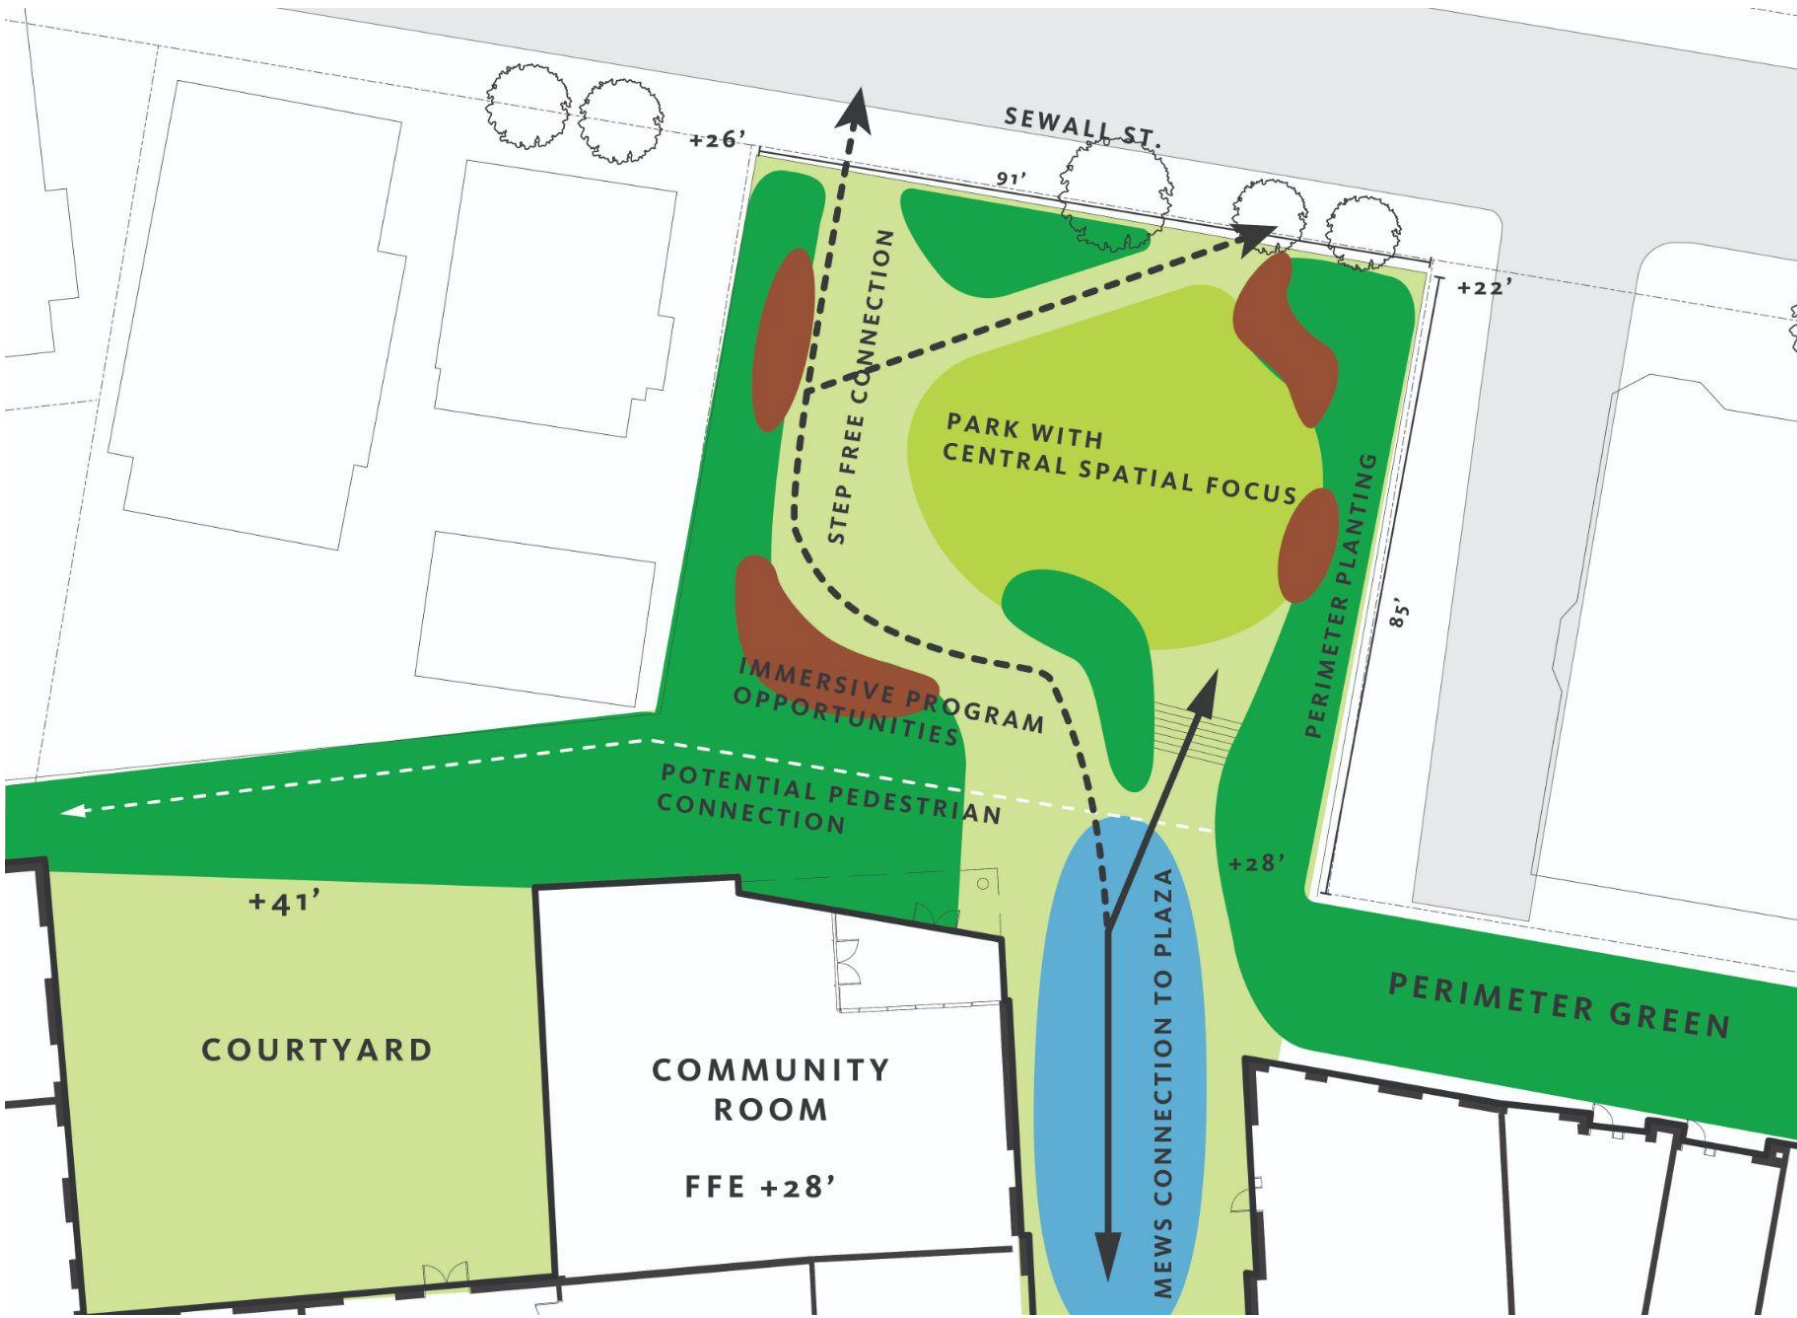 SEWALL ST.
+26’
91’
+22’
STEP FREE CONNECTION
PARK WITH
CENTRAL SPATIAL FOCUS
PERIMETER PLANTING
85’
IMMERSIVE PROGRAM
OPPORTUNITIES
POTENTIAL PEDESTRIAN
CONNECTION
+28’
+41’
MEWS CONNECTION TO PLAZA
PERIMETER GREEN
COURTYARD
COMMUNITY
ROOM
FFE +28’